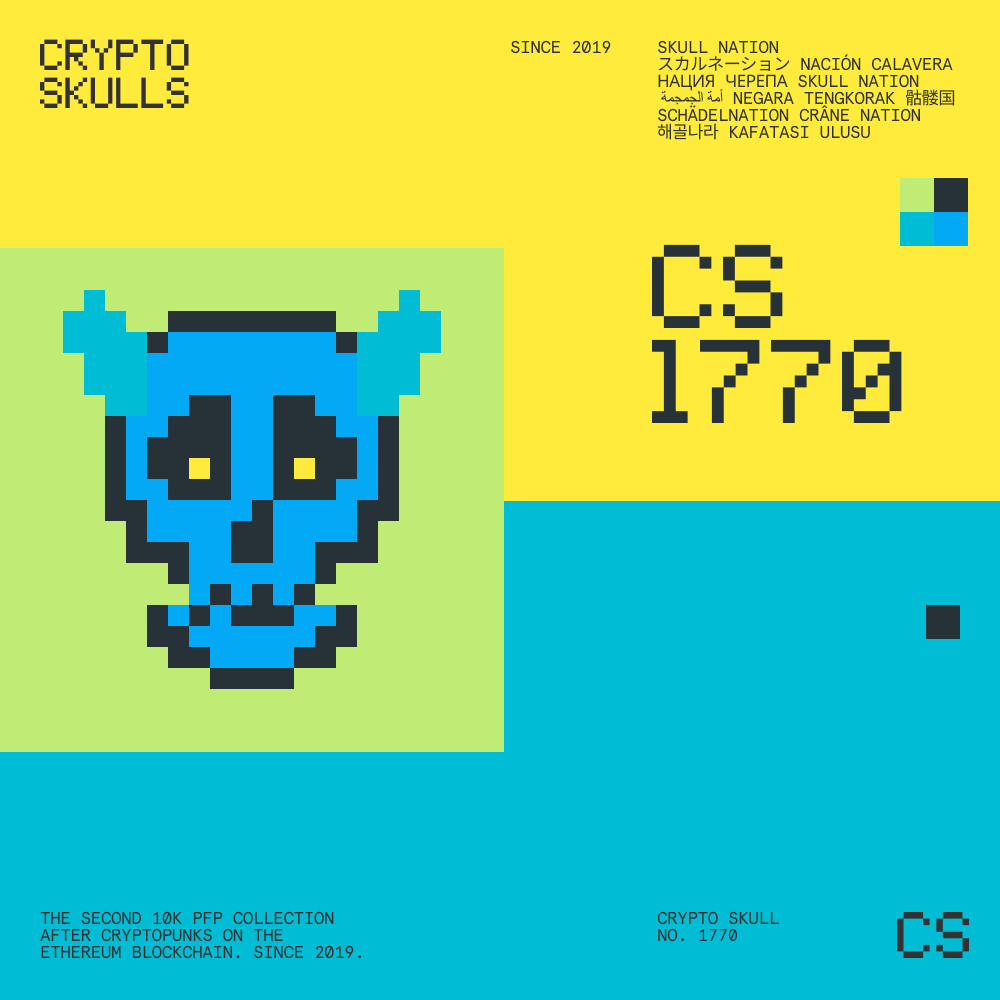 CRYPTO
SKULLS
SINCE 2019
SKULL NATION
スカルネーション NACIÓN CALAVERA
НАЦИЯ ЧЕРЕПА SKULL NATION
أمة الجمجمة NEGARA TENGKORAK 骷髅国
SCHÄDELNATION CRÂNE NATION
해골나라 KAFATASI ULUSU
CS
1770
THE SECOND 10K PFP COLLECTION
AFTER CRYPTOPUNKS ON THE
ETHEREUM BLOCKCHAIN. SINCE 2019.
CRYPTO SKULL
NO. 1770
CS